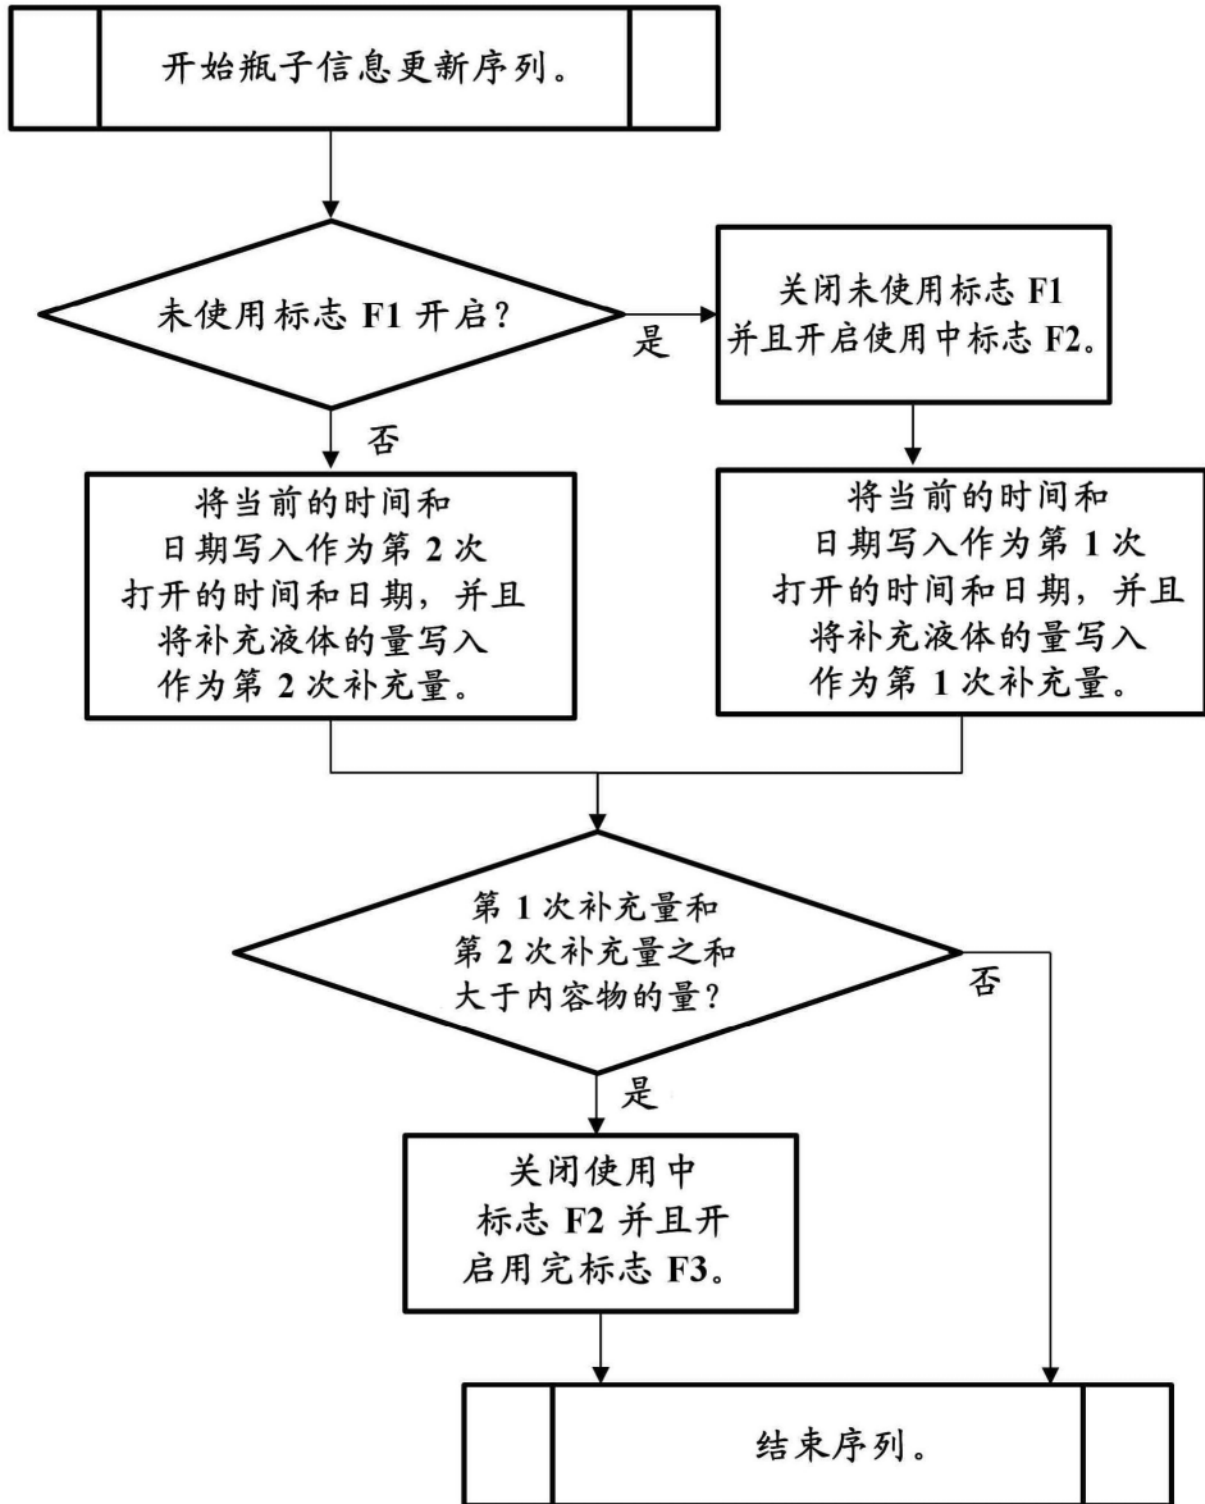 开始瓶子信息更新序列。
未使用标志 F1 开启？
是
关闭未使用标志 F1
并且开启使用中标志 F2。
否
将当前的时间和
日期写入作为第 2 次
打开的时间和日期，并且
将补充液体的量写入
作为第 2 次补充量。
将当前的时间和
日期写入作为第 1 次
打开的时间和日期，并且
将补充液体的量写入
作为第 1 次补充量。
第 1 次补充量和
第 2 次补充量之和
大于内容物的量？
否
是
关闭使用中
标志 F2 并且开
启用完标志 F3。
结束序列。